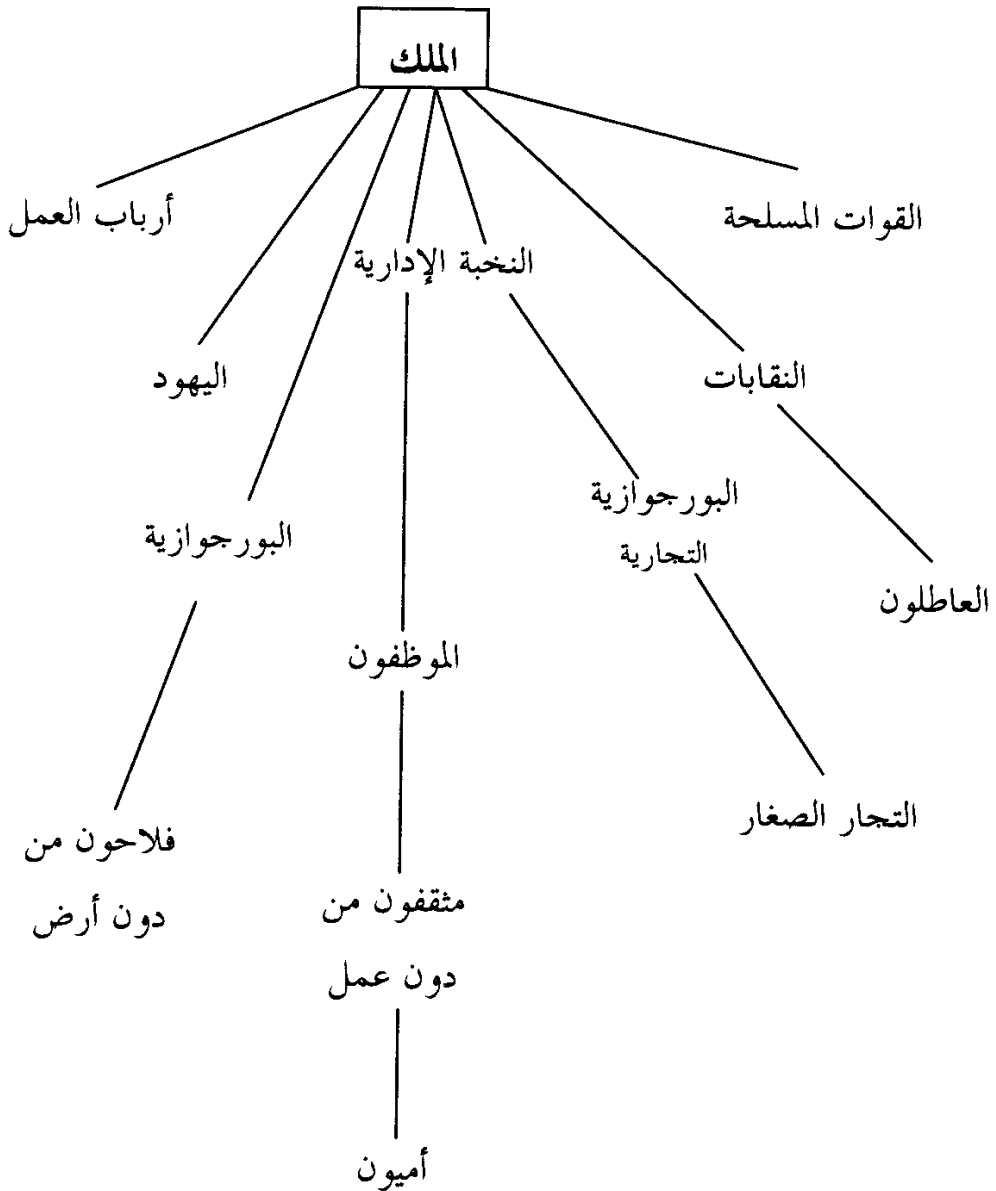 الملك
القوات المسلحة
أرباب العمل
النخبة الإدارية
النقابات
اليهود
البورجوازية
التجارية
البورجوازية
العاطلون
الموظفون
التجار الصغار
فلاحون من
دون أرض
مثقفون من
دون عمل
أميون